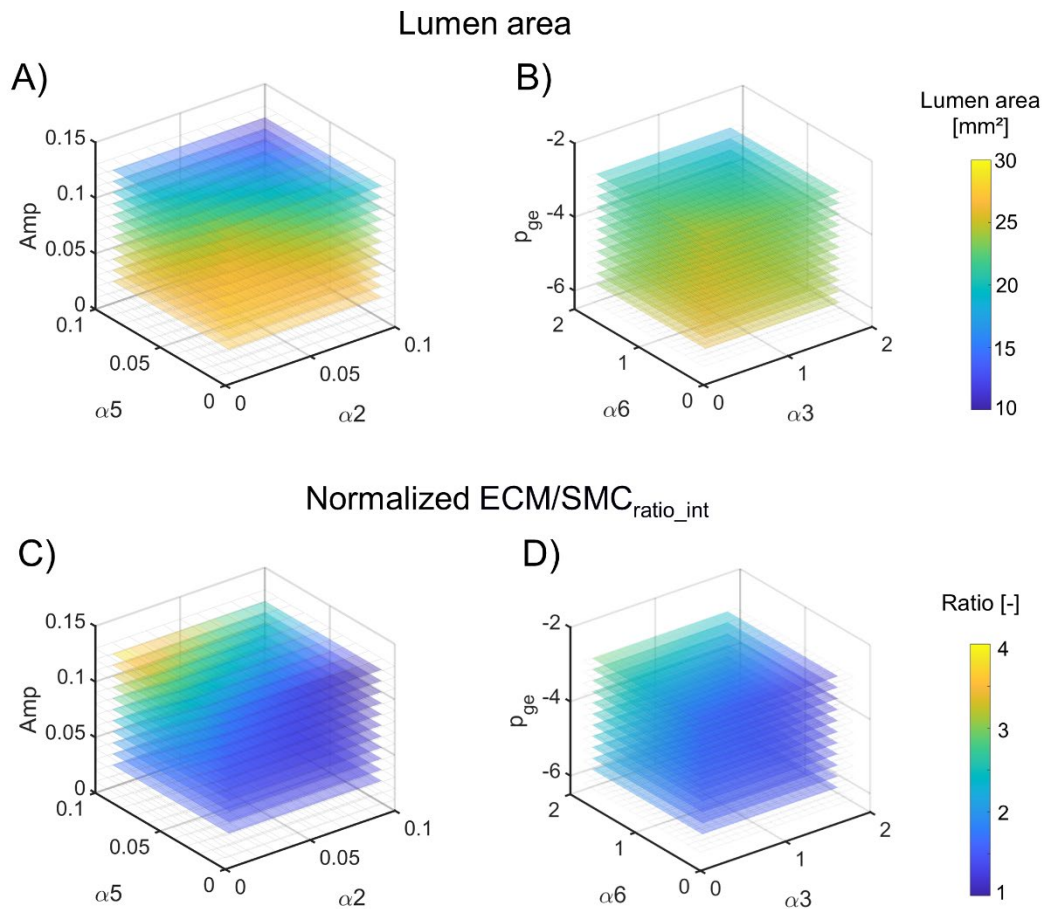 Lumen area
A)
B)
Lumen area
[mm²]
0.15
0.1
0.05
0
Amp
0.1
0.05
0
α5
0
0.05
0.1
α2
-2
-4
-6
p_ge
2
1
0
α6
0
1
2
α3
30
25
20
15
10
Normalized ECM/SMC_ratio_int
C)
D)
Ratio [-]
0.15
0.1
0.05
0
Amp
0.1
0.05
0
α5
0
0.05
0.1
α2
-2
-4
-6
p_ge
2
1
0
α6
0
1
2
α3
4
3
2
1